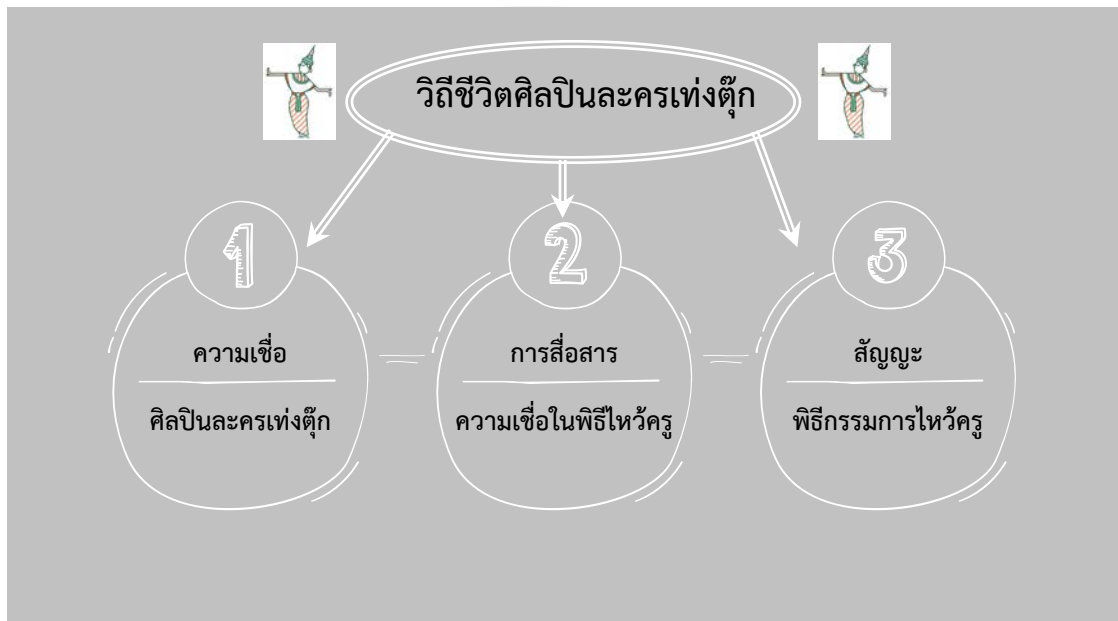 วิถีชีวิตศิลปินละครเท่งตุ๊ก
1
ความเชื่อ
ศิลปินละครเท่งตุ๊ก
2
การสื่อสาร
ความเชื่อในพิธีไหว้ครู
3
สัญญะ
พิธีกรรมการไหว้ครู